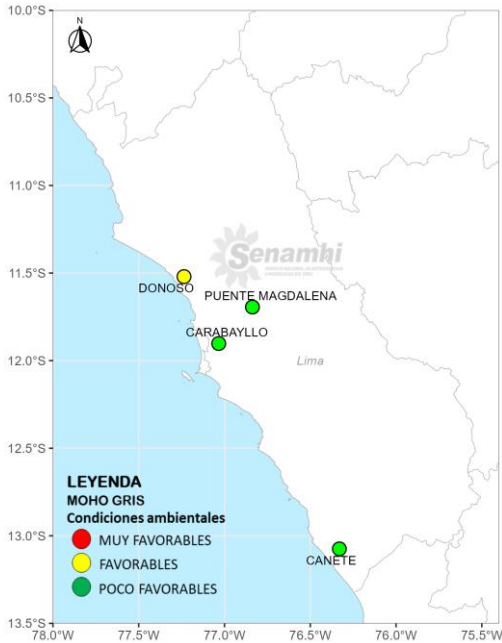 10.0°S
N
10.5°S
11.0°S
Senamhi
11.5°S
DONOSO
PUENTE MAGDALENA
CARABAYLLO
12.0°S
Lima
12.5°S
LEYENDA
MOHO GRIS
Condiciones ambientales
13.0°S
MUY FAVORABLES
CANETE
FAVORABLES
POCO FAVORABLES
13.5°S
78.0°W 77.5°W 77.0°W 76.5°W 76.0°W 75.5°W